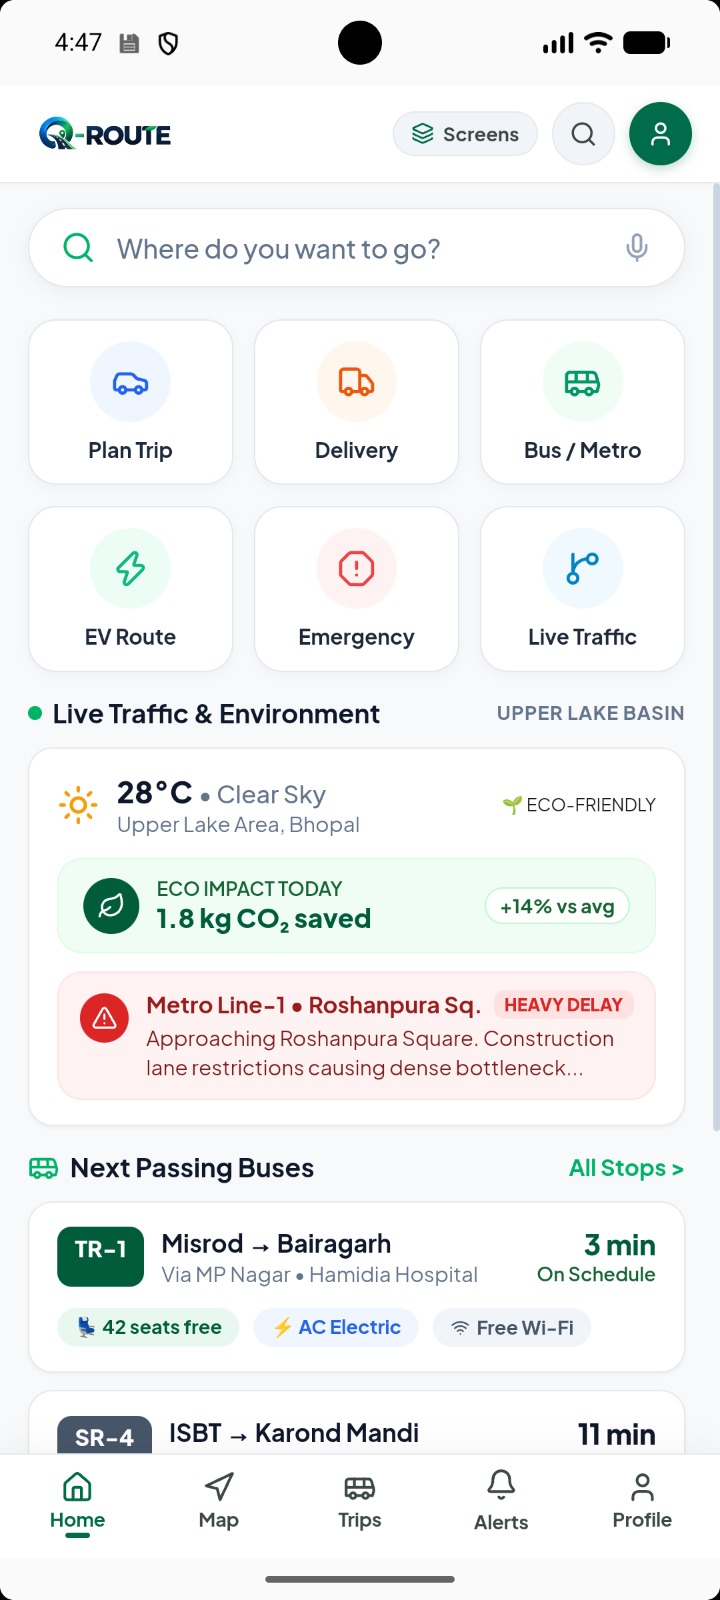 4:47
Q-ROUTE
Screens
Where do you want to go?
Plan Trip
Delivery
Bus / Metro
EV Route
Emergency
Live Traffic
Live Traffic & Environment
UPPER LAKE BASIN
28°C • Clear Sky
Upper Lake Area, Bhopal
🌱 ECO-FRIENDLY
ECO IMPACT TODAY
1.8 kg CO₂ saved
+14% vs avg
Metro Line-1 • Roshanpura Sq.
HEAVY DELAY
Approaching Roshanpura Square. Construction
lane restrictions causing dense bottleneck...
Next Passing Buses
All Stops >
TR-1
Misrod → Bairagarh
3 min
Via MP Nagar • Hamidia Hospital
On Schedule
💺 42 seats free
⚡ AC Electric
Free Wi-Fi
SR-4
ISBT → Karond Mandi
11 min
Home
Map
Trips
Alerts
Profile